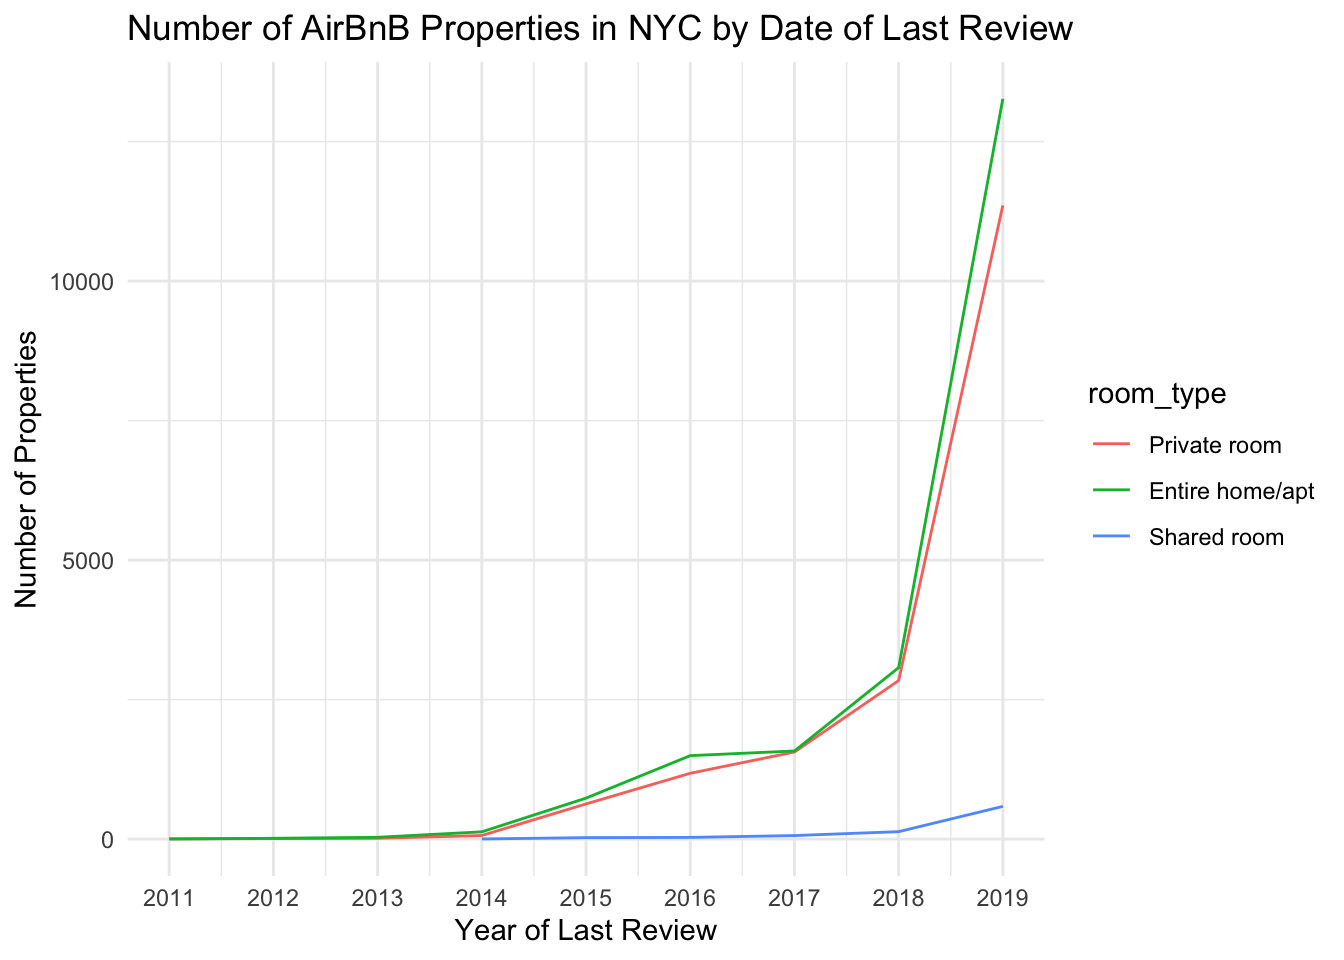 Number of AirBnB Properties in NYC by Date of Last Review
Number of Properties
10000
5000
0
2011 2012 2013 2014 2015 2016 2017 2018 2019
Year of Last Review
room_type
Private room
Entire home/apt
Shared room